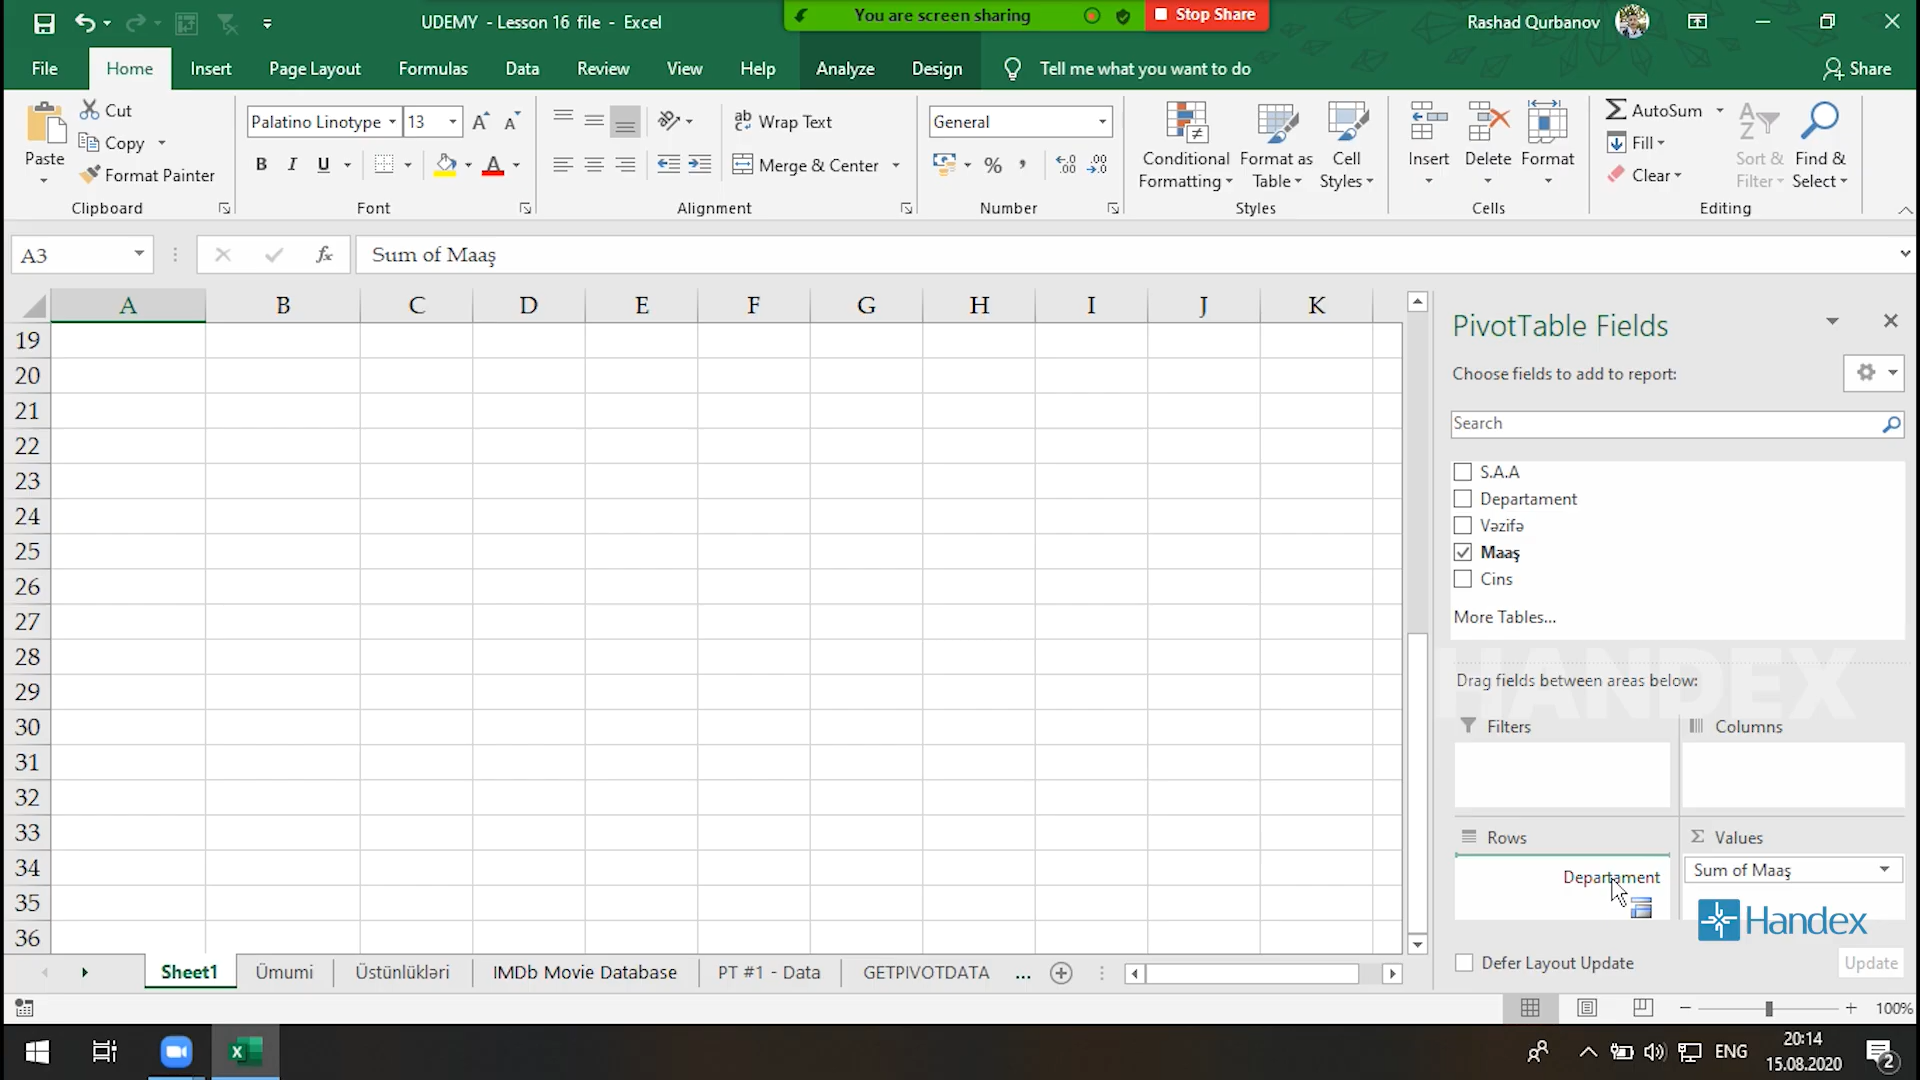 UDEMY - Lesson 16 file - Excel
You are screen sharing
Stop Share
Rashad Qurbanov
File Home Insert Page Layout Formulas Data Review View Help Analyze Design Tell me what you want to do Share
Paste
Cut
Copy
Format Painter
Clipboard
Palatino Linotype 13
B I U
Font
Wrap Text
Merge & Center
Alignment
General
%
Number
Conditional Formatting
Format as Table
Cell Styles
Styles
Insert
Delete
Format
Cells
AutoSum
Fill
Clear
Sort & Filter
Find & Select
Editing
A3
fx
Sum of Maaş
A B C D E F G H I J K
19
20
21
22
23
24
25
26
27
28
29
30
31
32
33
34
35
36
PivotTable Fields
Choose fields to add to report:
Search
S.A.A
Departament
Vəzifə
Maaş
Cins
More Tables...
HANDEX
Drag fields between areas below:
Filters
Columns
Rows
Values
Departament
Sum of Maaş
Handex
Defer Layout Update
Update
Sheet1 Ümumi Üstünlükləri IMDb Movie Database PT #1 - Data GETPIVOTDATA ...
100%
ENG
20:14
15.08.2020
2